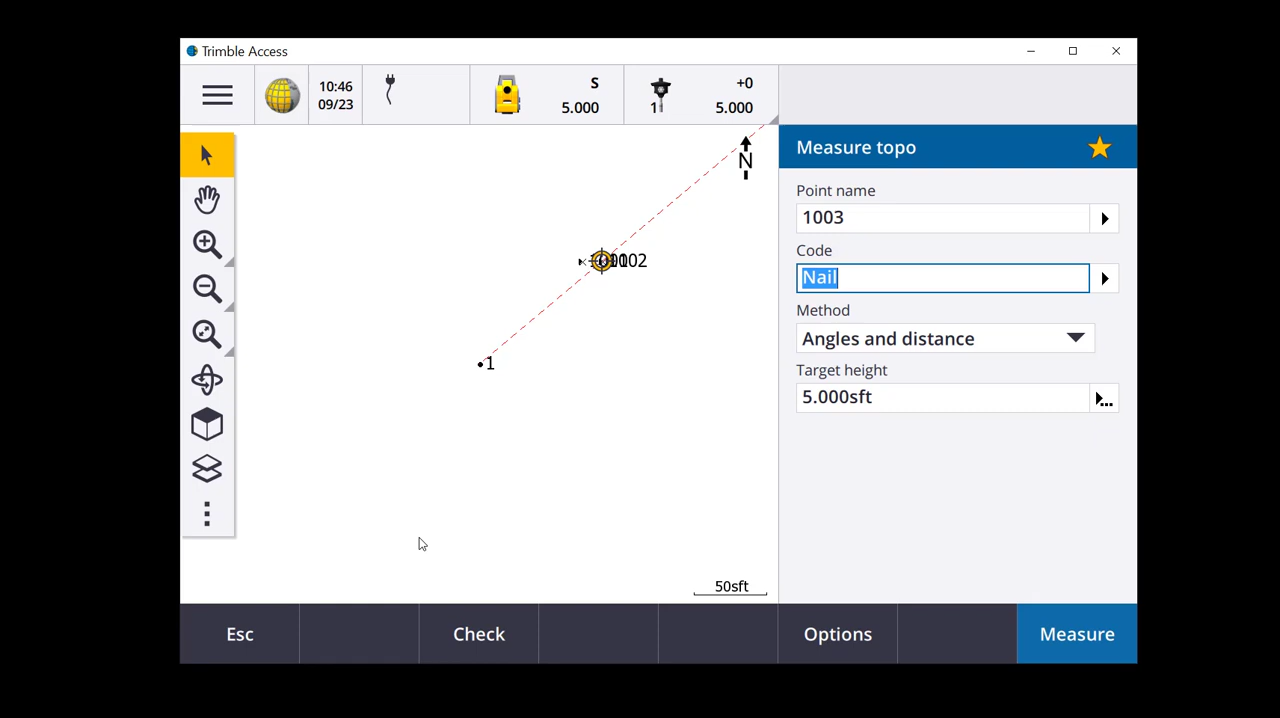 Trimble Access
10:46
09/23
S
5.000
1
+0
5.000
N
1
50sft
Measure topo
Point name
1003
Code
Nail
Method
Angles and distance
Target height
5.000sft
Esc
Check
Options
Measure